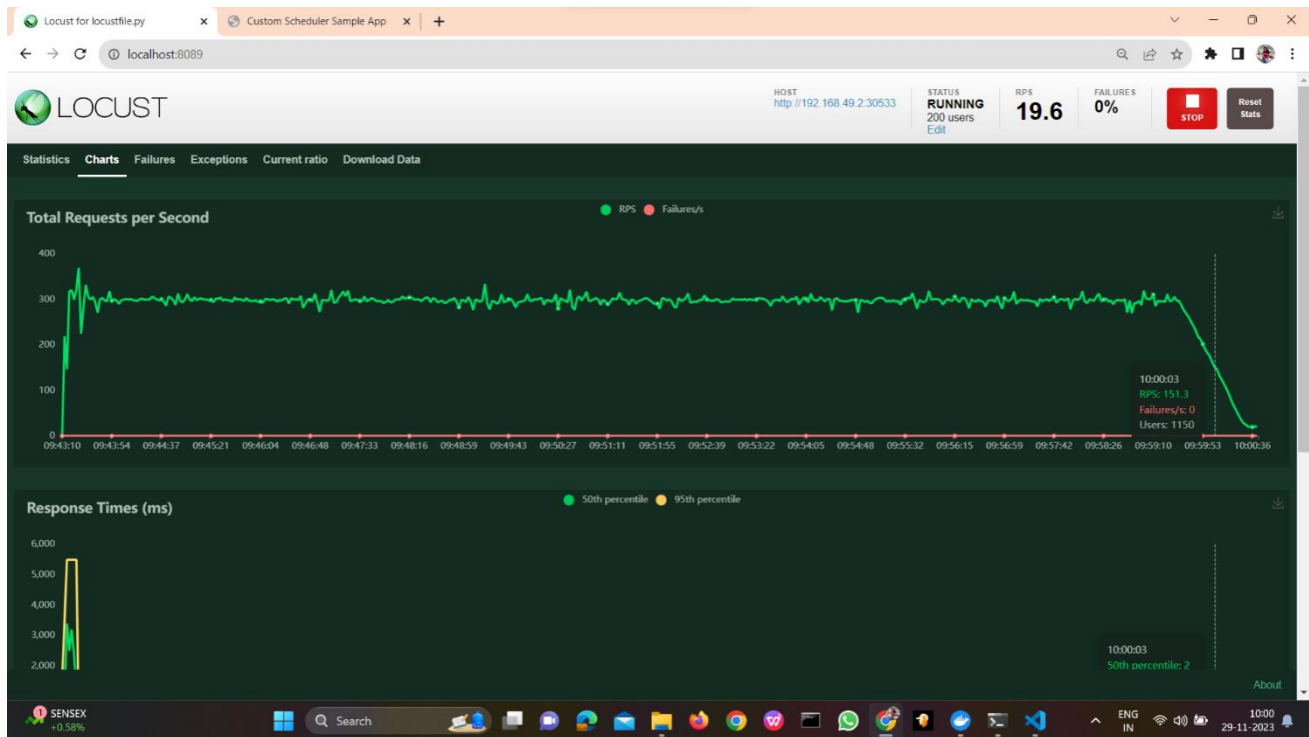 Locust for locustfile.py
Custom Scheduler Sample App
localhost:8089
LOCUST
HOST
http://192.168.49.2:30533
STATUS
RUNNING
200 users
Edit
RPS
19.6
FAILURES
0%
STOP
Reset
Stats
Statistics Charts Failures Exceptions Current ratio Download Data
Total Requests per Second
RPS Failures/s
400
300
200
100
0
10:00:03
RPS: 151.3
Failures/s: 0
Users: 1150
09:43:10 09:43:54 09:44:37 09:45:21 09:46:04 09:46:48 09:47:33 09:48:16 09:48:59 09:49:43 09:50:27 09:51:11 09:51:55 09:52:39 09:53:22 09:54:05 09:54:48 09:55:32 09:56:15 09:56:59 09:57:42 09:58:26 09:59:10 09:59:53 10:00:36
Response Times (ms)
50th percentile 95th percentile
6,000
5,000
4,000
3,000
2,000
10:00:03
50th percentile: 2
About
1
SENSEX
+0.58%
Search
ENG
IN
10:00
29-11-2023